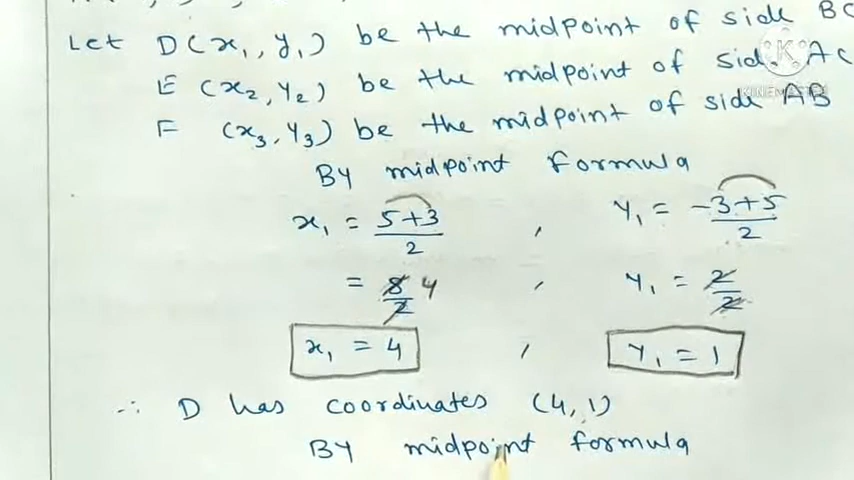 Let D(x₁, y₁) be the midpoint of side BC
E (x₂, y₂) be the midpoint of side AC
KINEMASTER
F (x₃, y₃) be the midpoint of side AB
By midpoint formula
x₁ = 5+3/2 , y₁ = -3+5/2
= 8/2 4 , y₁ = 2/2
x₁ = 4 , y₁ = 1
∴ D has coordinates (4, 1)
By midpoint formula